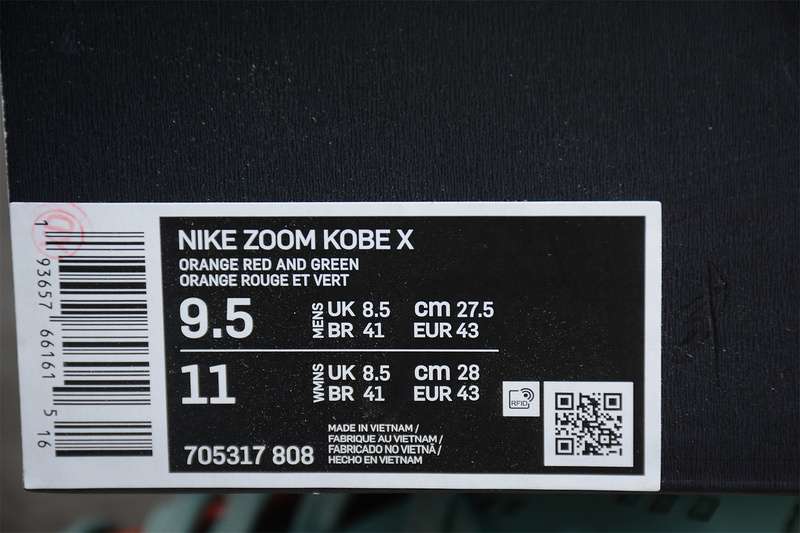 NIKE ZOOM KOBE X
ORANGE RED AND GREEN
ORANGE ROUGE ET VERT
9.5 MENS UK 8.5 cm 27.5
BR 41 EUR 43
11 WMNS UK 8.5 cm 28
BR 41 EUR 43
RFID
705317 808
MADE IN VIETNAM /
FABRIQUE AU VIETNAM /
FABRICADO NO VIETNÃ /
HECHO EN VIETNAM
1 93657 66161 5 16